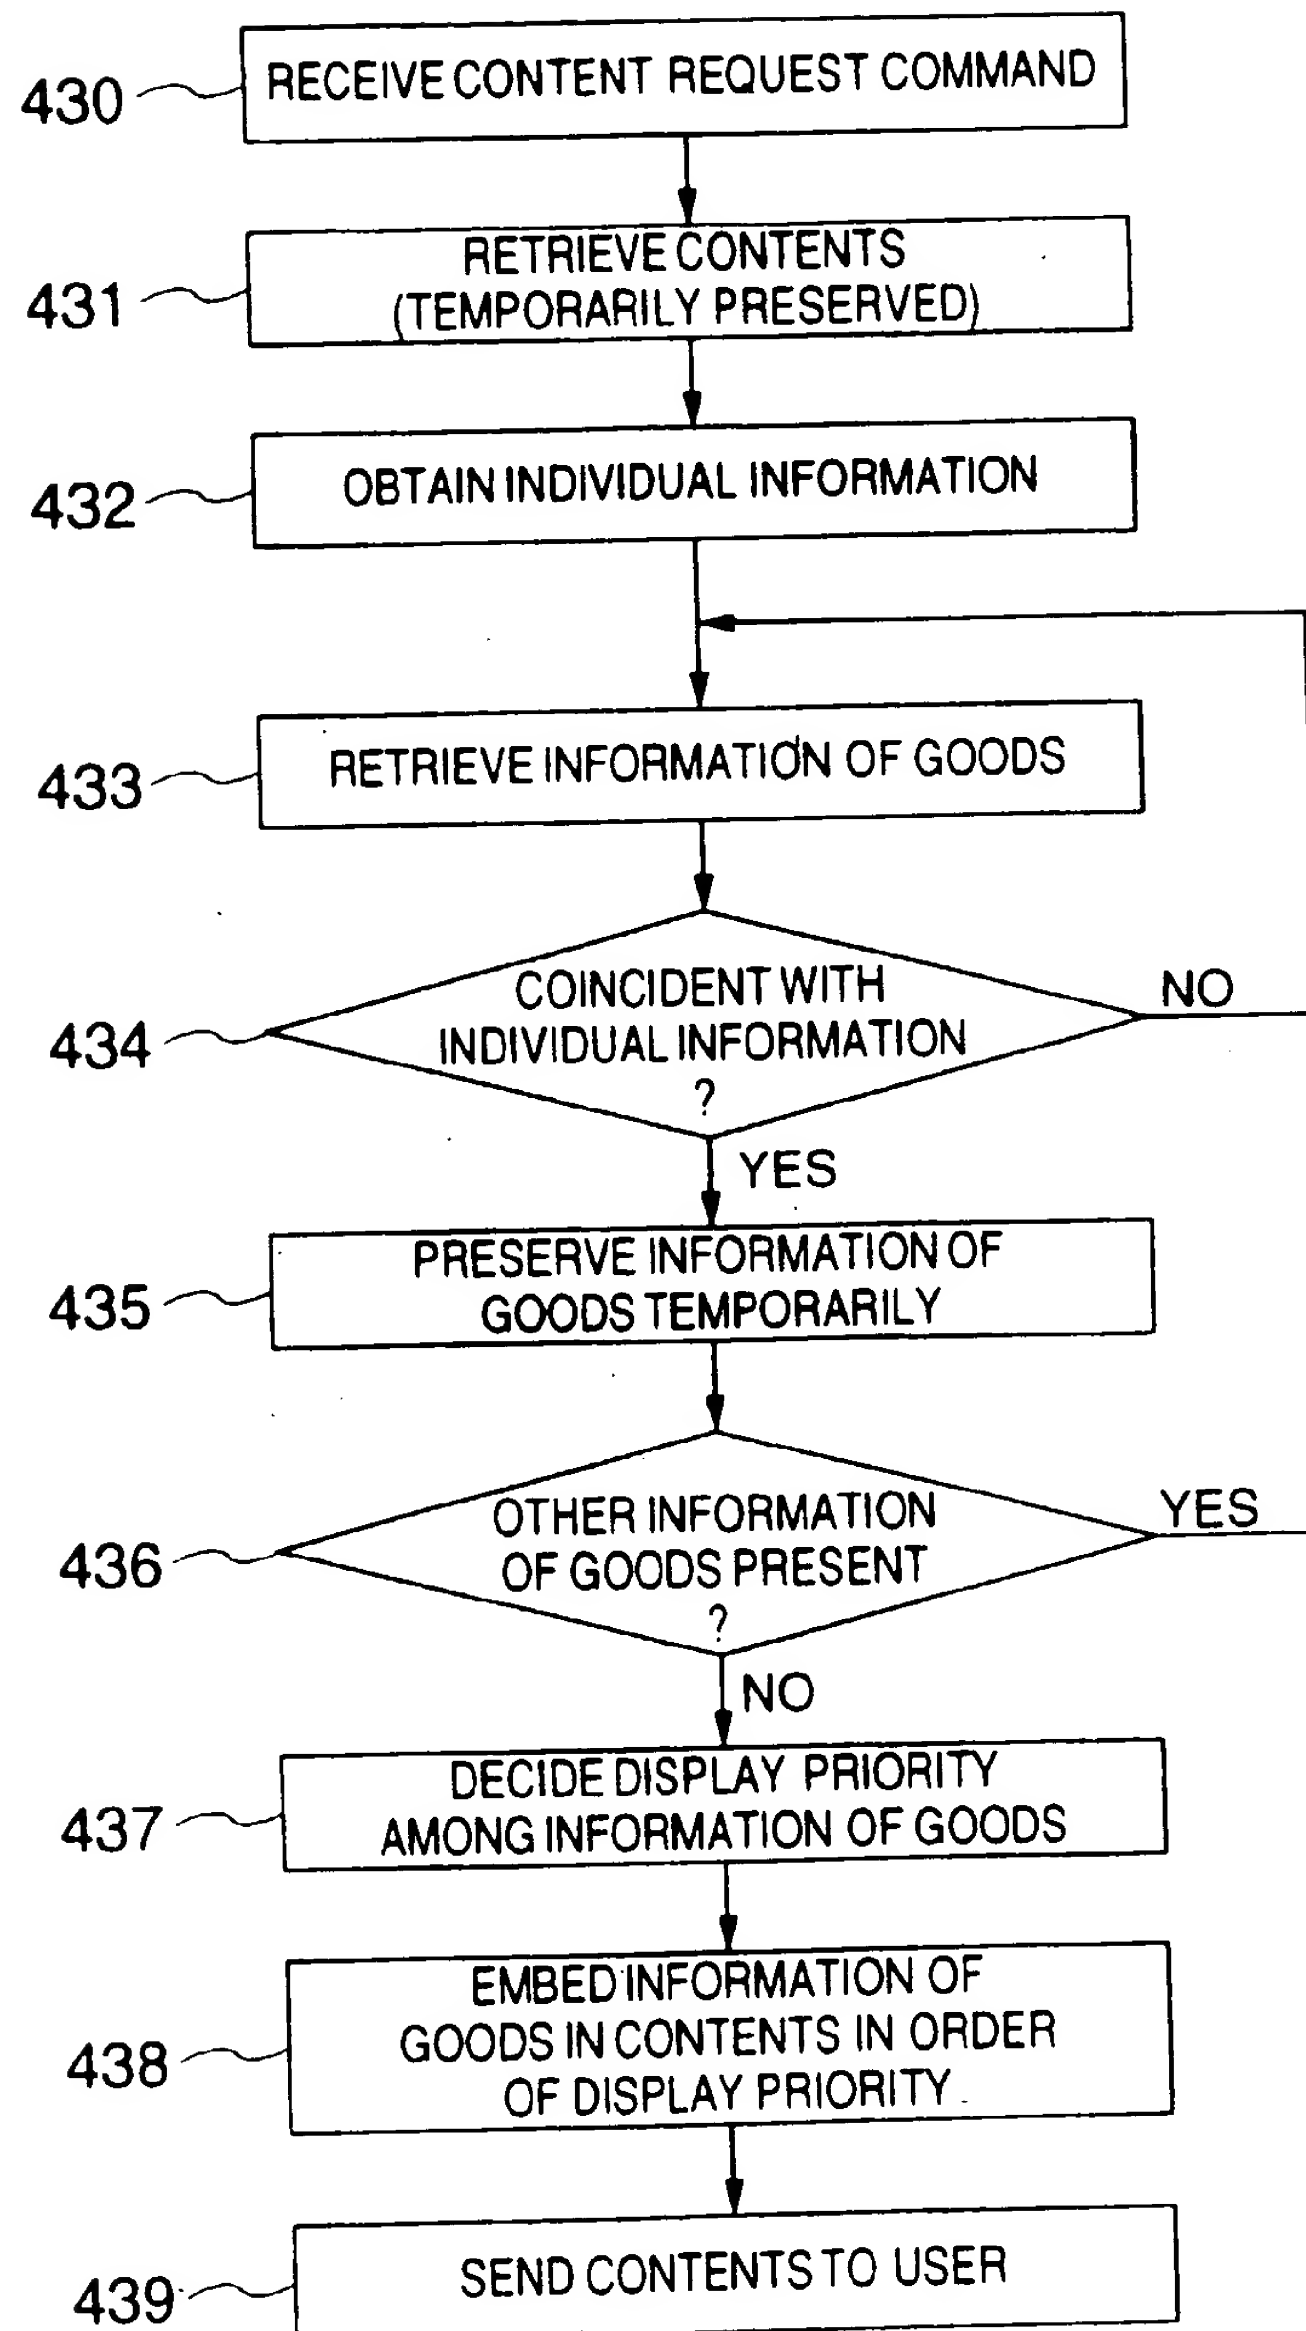 430
RECEIVE CONTENT REQUEST COMMAND
431
RETRIEVE CONTENTS
(TEMPORARILY PRESERVED)
432
OBTAIN INDIVIDUAL INFORMATION
433
RETRIEVE INFORMATION OF GOODS
434
COINCIDENT WITH
INDIVIDUAL INFORMATION
?
NO
YES
435
PRESERVE INFORMATION OF
GOODS TEMPORARILY
436
OTHER INFORMATION
OF GOODS PRESENT
?
YES
NO
437
DECIDE DISPLAY PRIORITY
AMONG INFORMATION OF GOODS
438
EMBED INFORMATION OF
GOODS IN CONTENTS IN ORDER
OF DISPLAY PRIORITY
439
SEND CONTENTS TO USER